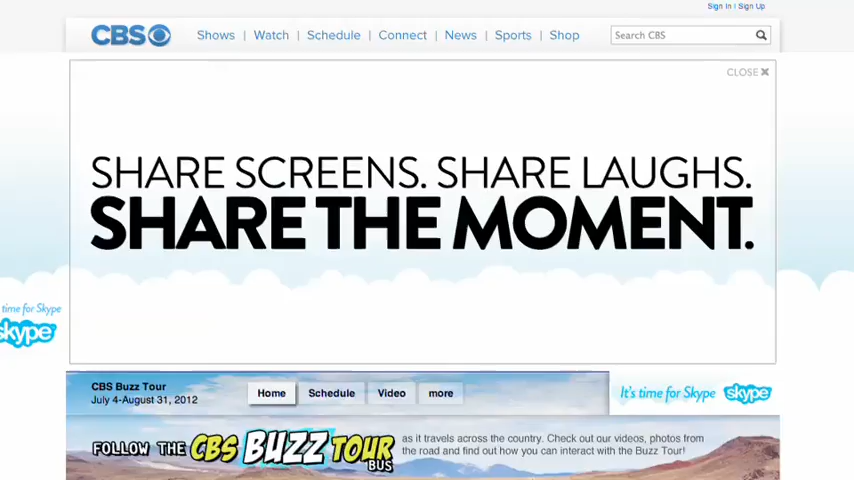 Sign In | Sign Up
CBS
Shows | Watch | Schedule | Connect | News | Sports | Shop
Search CBS
CLOSE X
SHARE SCREENS. SHARE LAUGHS.
SHARE THE MOMENT.
time for Skype
skype
CBS Buzz Tour
July 4-August 31, 2012
Home
Schedule
Video
more
It's time for Skype
skype
FOLLOW THE CBS BUZZ TOUR BUS
as it travels across the country. Check out our videos, photos from
the road and find out how you can interact with the Buzz Tour!